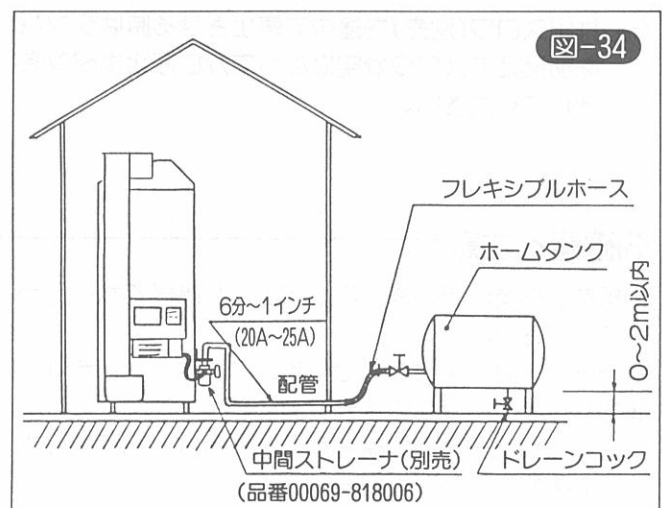 図-34
フレキシブルホース
ホームタンク
6分～1インチ
(20A～25A)
配管
0～2m以内
中間ストレーナ(別売)
ドレーンコック
(品番00069-818006)